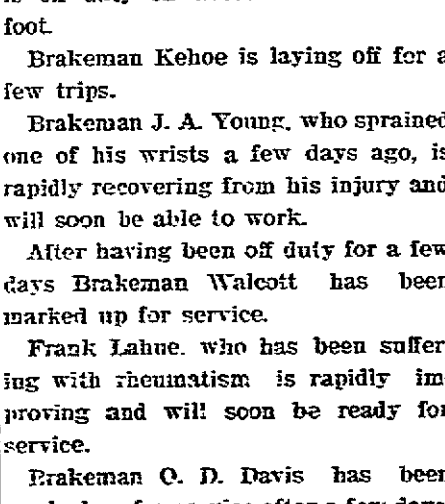 foot.
Brakeman Kehoe is laying off for a
few trips.
Brakeman J. A. Young, who sprained
one of his wrists a few days ago, is
rapidly recovering from his injury and
will soon be able to work.
After having been off duty for a few
days Brakeman Walcott has been
marked up for service.
Frank Lahue, who has been suffer
ing with rheumatism is rapidly im
proving and will soon be ready for
service.
Brakeman O. D. Davis has been